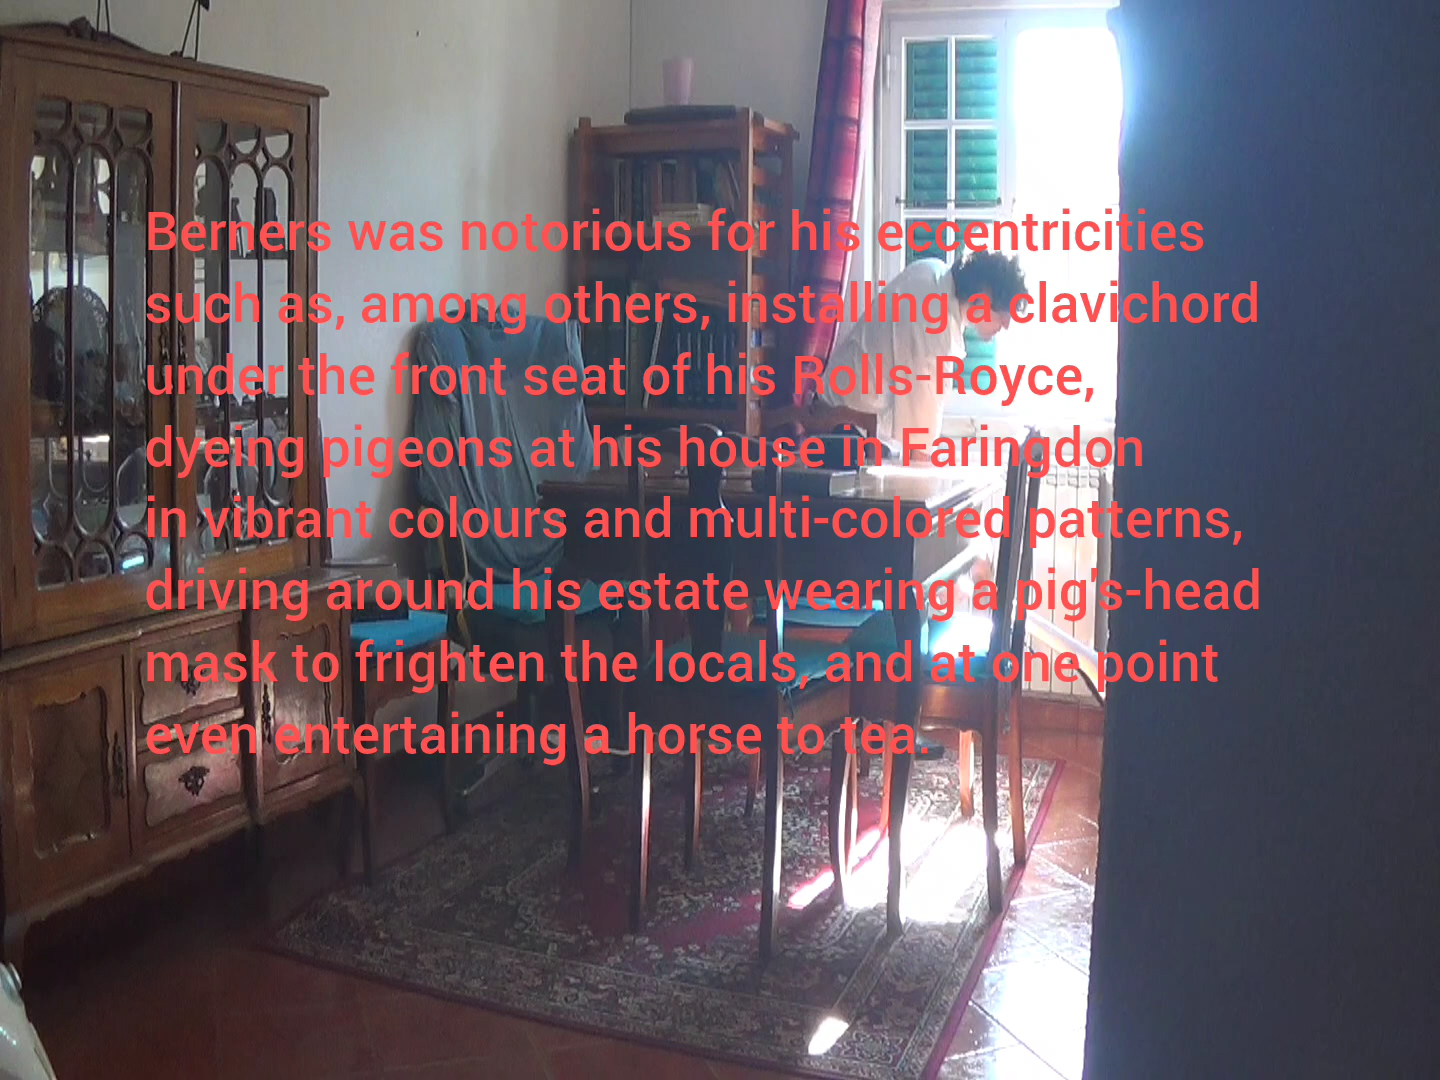 Berners was notorious for his eccentricities
such as, among others, installing a clavichord
under the front seat of his Rolls-Royce,
dyeing pigeons at his house in Faringdon
in vibrant colours and multi-colored patterns,
driving around his estate wearing a pig's-head
mask to frighten the locals, and at one point
even entertaining a horse to tea.